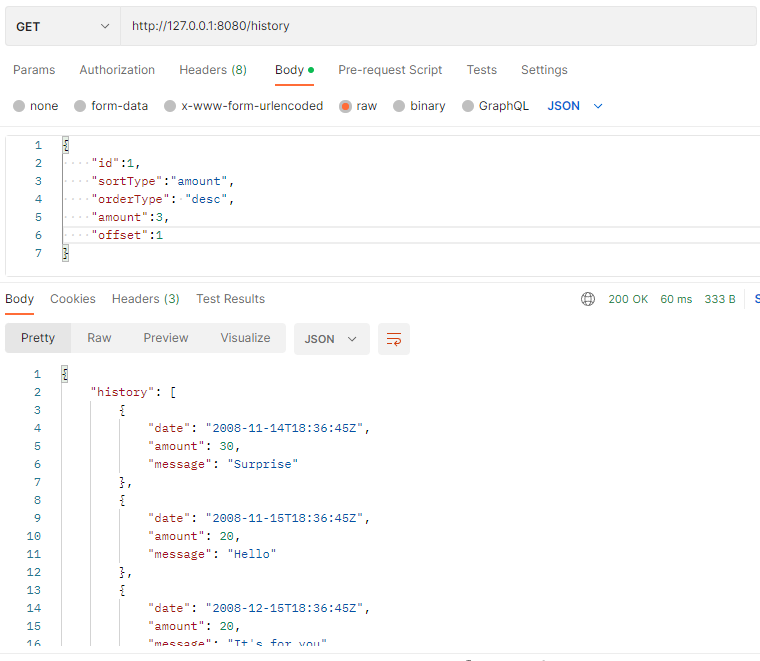 GET http://127.0.0.1:8080/history
Params Authorization Headers (8) Body Pre-request Script Tests Settings
none form-data x-www-form-urlencoded raw binary GraphQL JSON
1 {
2 "id":1,
3 "sortType":"amount",
4 "orderType": "desc",
5 "amount":3,
6 "offset":1
7 }
Body Cookies Headers (3) Test Results 200 OK 60 ms 333 B S
Pretty Raw Preview Visualize JSON
1 {
2 "history": [
3 {
4 "date": "2008-11-14T18:36:45Z",
5 "amount": 30,
6 "message": "Surprise"
7 },
8 {
9 "date": "2008-11-15T18:36:45Z",
10 "amount": 20,
11 "message": "Hello"
12 },
13 {
14 "date": "2008-12-15T18:36:45Z",
15 "amount": 20,
16 "message": "It's for you"